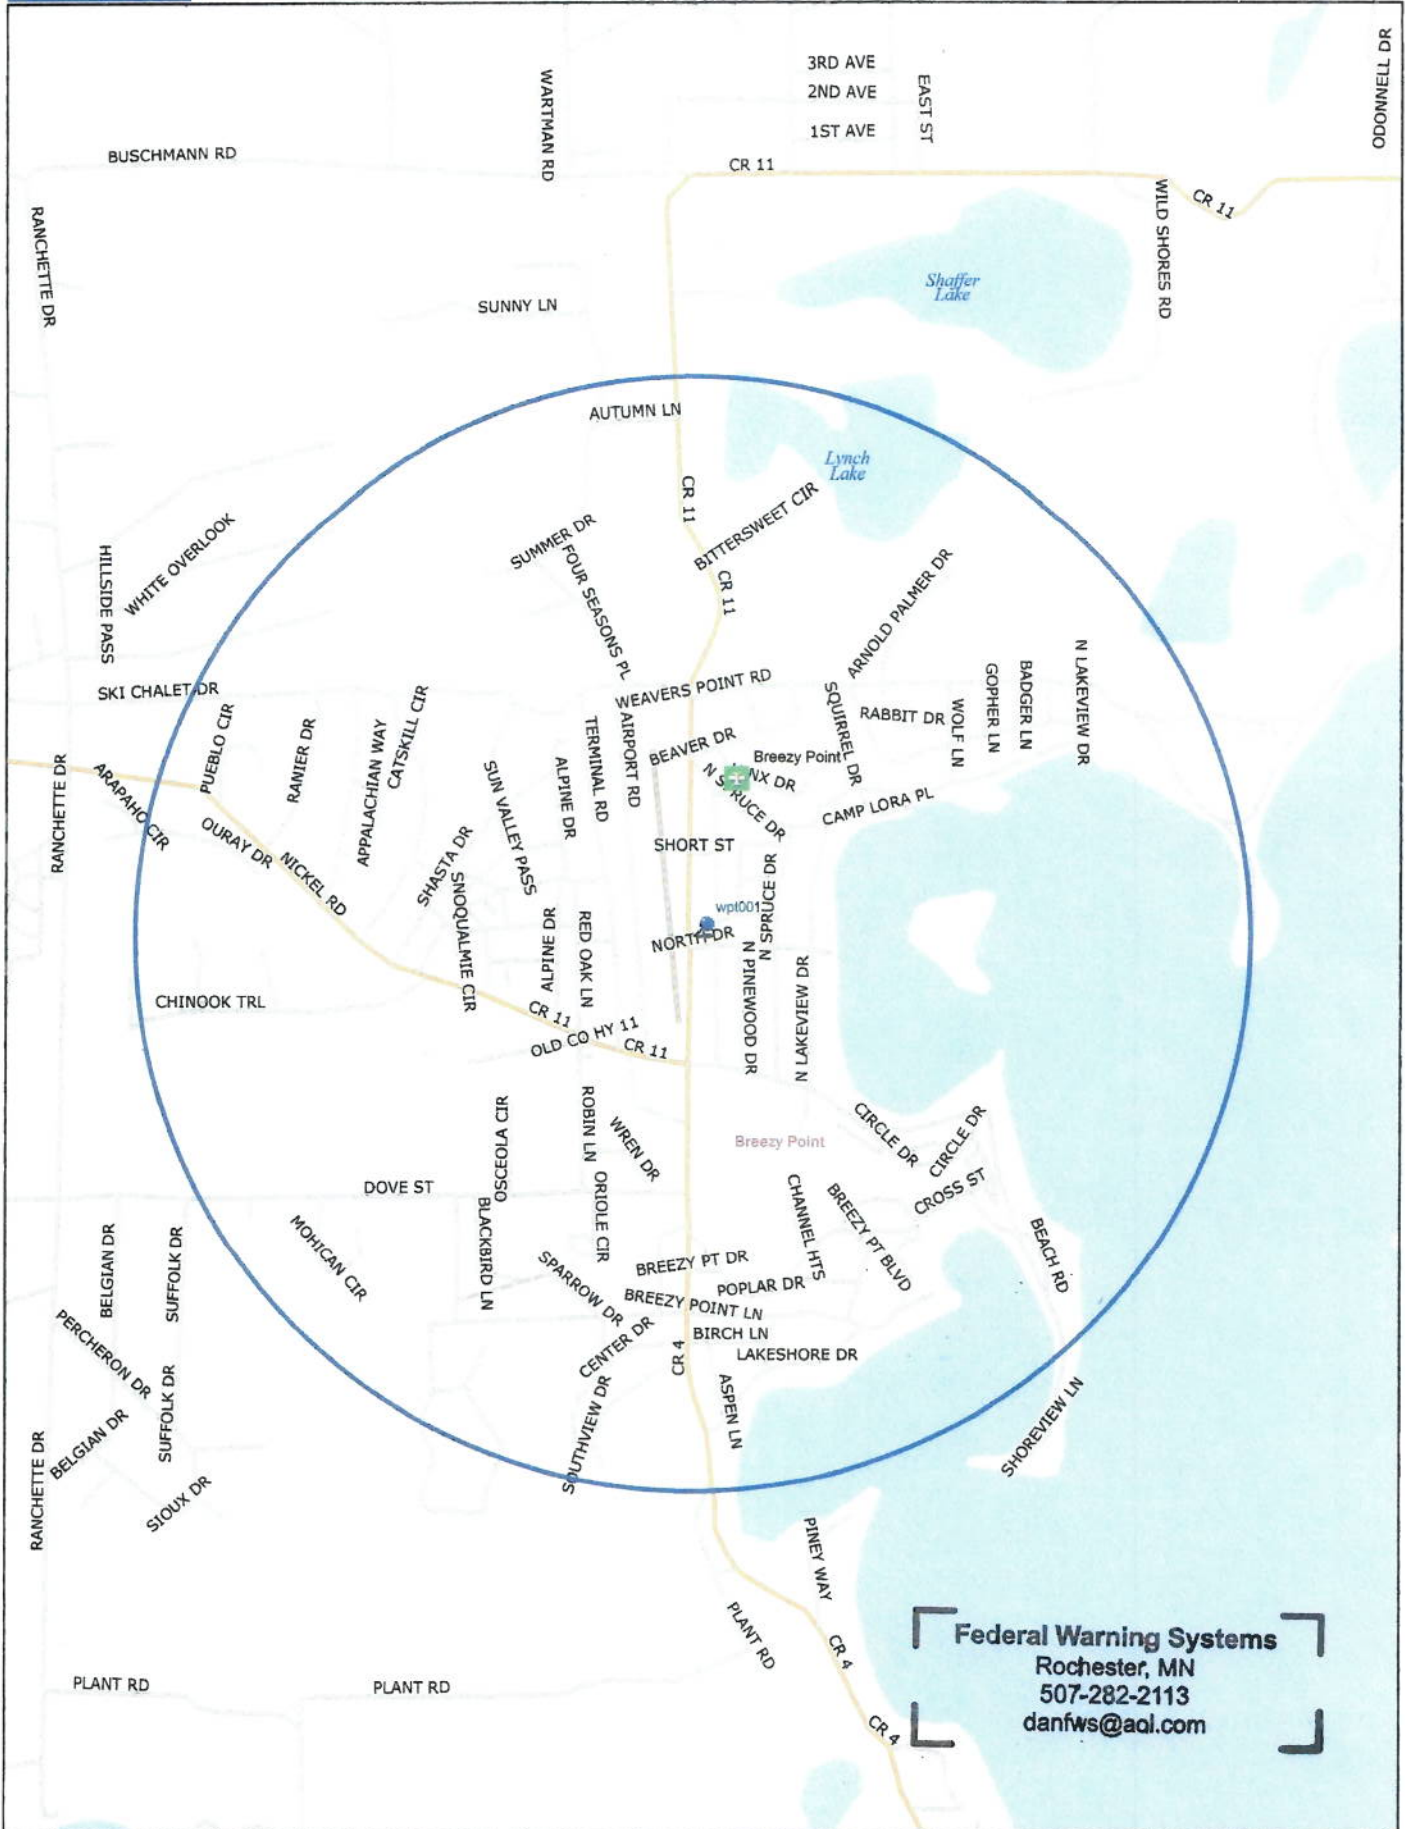 3RD AVE
2ND AVE
1ST AVE
EAST ST
ODONNELL DR
WARTMAN RD
BUSCHMANN RD
CR 11
WILD SHORES RD
CR 11
RANCHETTE DR
SUNNY LN
Shaffer
Lake
AUTUMN LN
Lynch
Lake
CR 11
BITTERSWEET CIR
SUMMER DR
FOUR SEASONS PL
CR 11
WHITE OVERLOOK
HILLSIDE PASS
ARNOLD PALMER DR
SKI CHALET DR
WEAVERS POINT RD
N LAKEVIEW DR
BADGER LN
GOPHER LN
WOLF LN
RABBIT DR
SQUIRREL DR
PUEBLO CIR
RANIER DR
APPALACHIAN WAY
CATSKILL CIR
TERMINAL RD
AIRPORT RD
BEAVER DR
Breezy Point
N SPRUCE DR
CAMP LORA PL
RANCHETTE DR
ARAPAHO CIR
OURAY DR
NICKEL RD
SHASTA DR
SUN VALLEY PASS
ALPINE DR
SHORT ST
SNOQUALMIE CIR
ALPINE DR
RED OAK LN
wpt001
NORTH DR
N SPRUCE DR
N PINEWOOD DR
N LAKEVIEW DR
CHINOOK TRL
CR 11
OLD CO HY 11
CR 11
OSCEOLA CIR
ROBIN LN
WREN DR
Breezy Point
CIRCLE DR
CIRCLE DR
CROSS ST
DOVE ST
BLACKBIRD LN
ORIOLE CIR
CHANNEL HTS
BREEZY PT BLVD
BEACH RD
BELGIAN DR
SUFFOLK DR
MOHICAN CIR
SPARROW DR
BREEZY PT DR
POPLAR DR
BREEZY POINT LN
BIRCH LN
LAKESHORE DR
CENTER DR
CR 4
PERCHERON DR
SUFFOLK DR
BELGIAN DR
SIOUX DR
RANCHETTE DR
SOUTHVIEW DR
ASPEN LN
SHOREVIEW LN
PINEY WAY
PLANT RD
CR 4
PLANT RD
PLANT RD
CR 4
Federal Warning Systems
Rochester, MN
507-282-2113
danfws@aol.com